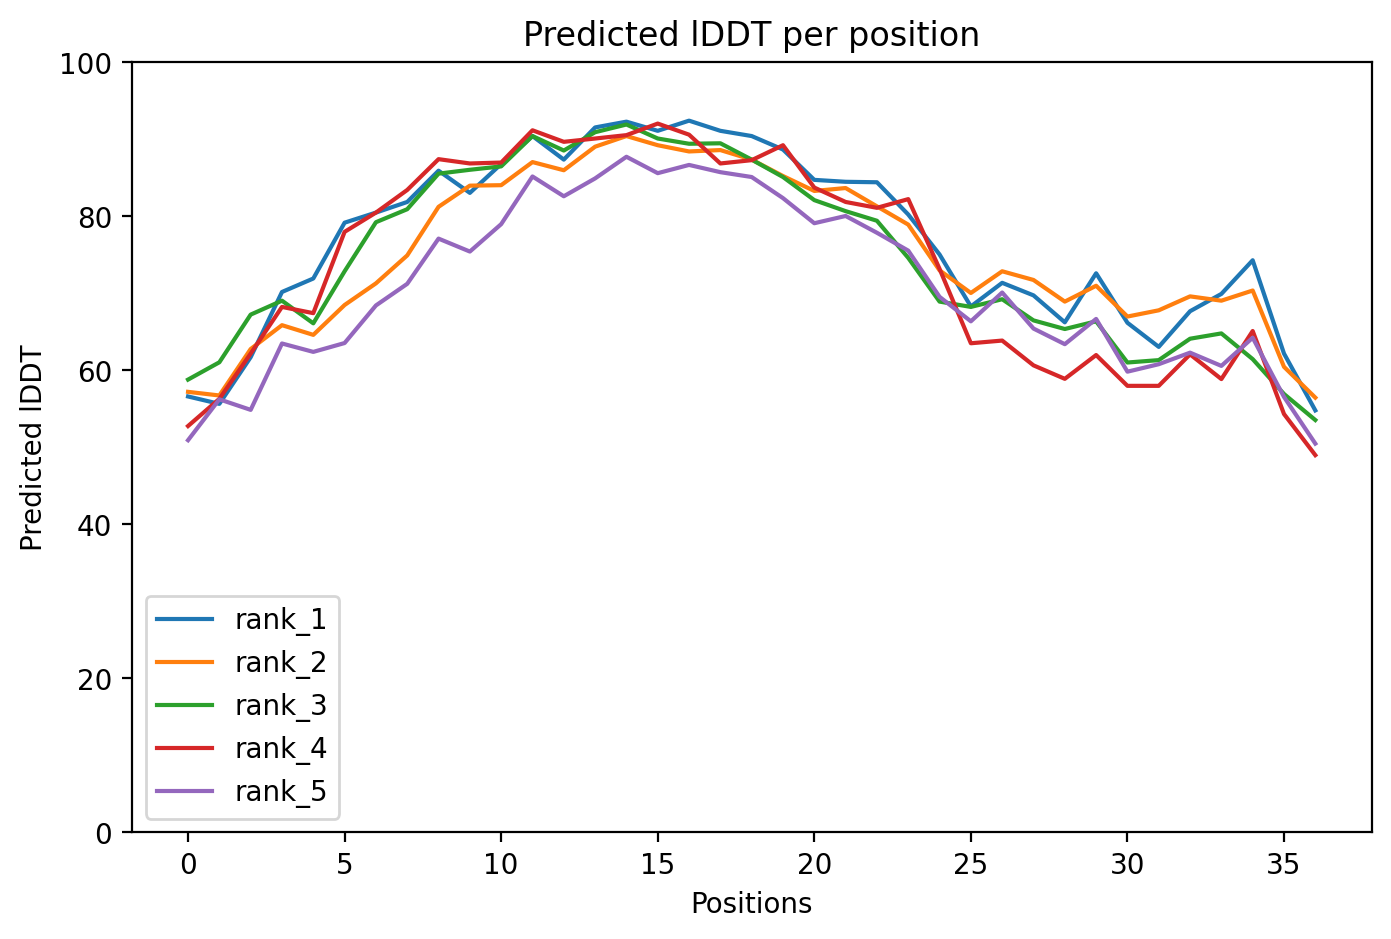 Predicted lDDT per position
100
80
60
40
20
0
Predicted lDDT
rank_1
rank_2
rank_3
rank_4
rank_5
0 5 10 15 20 25 30 35
Positions